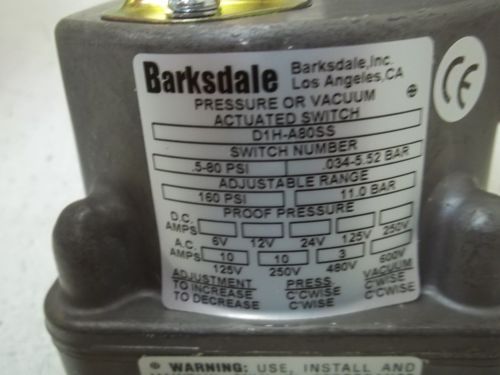 Barksdale
Barksdale, Inc.
Los Angeles, CA
CE
PRESSURE OR VACUUM
ACTUATED SWITCH
D1H-A80SS
SWITCH NUMBER
.5-80 PSI .034-5.52 BAR
ADJUSTABLE RANGE
160 PSI 11.0 BAR
PROOF PRESSURE
D.C. AMPS
6V 12V 24V 125V 250V
A.C. AMPS 10 10 3
125V 250V 480V 600V
ADJUSTMENT PRESS VACUUM
TO INCREASE C'CWISE C'WISE
TO DECREASE C'WISE C'CWISE
WARNING: USE, INSTALL AND